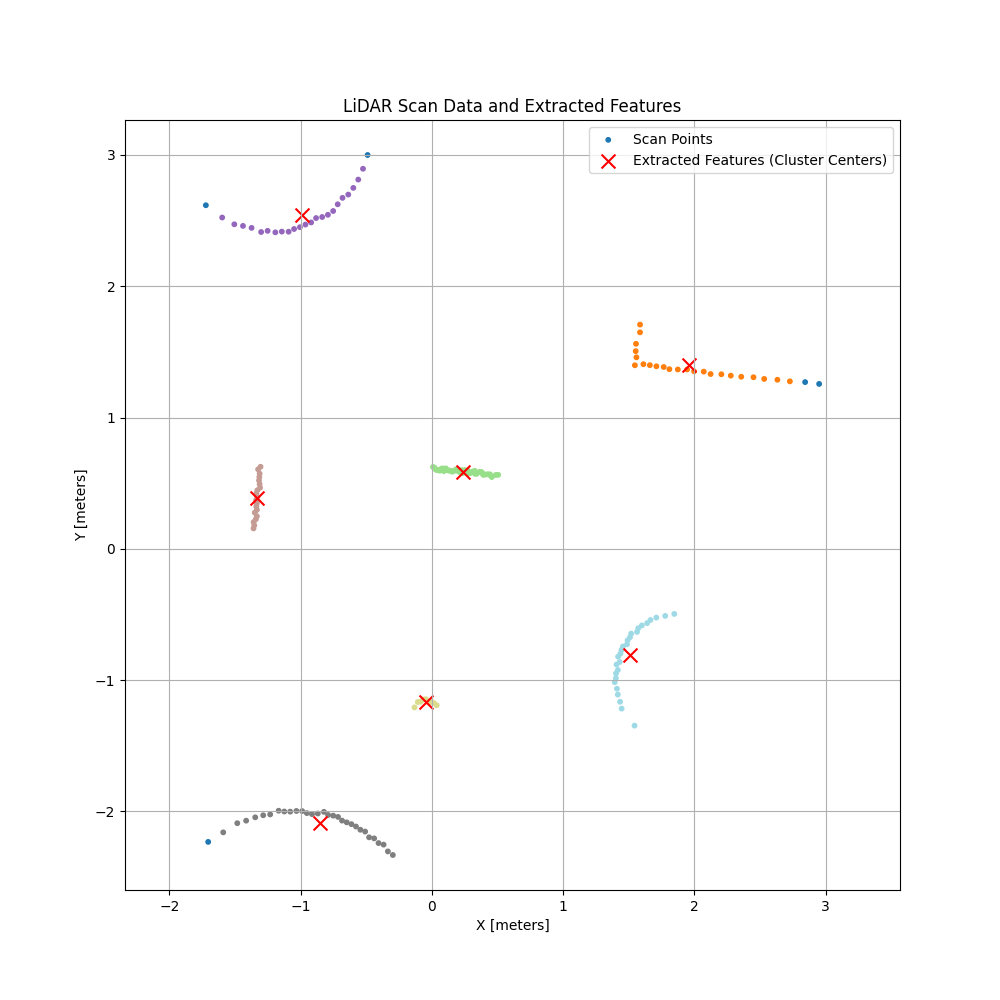 LiDAR Scan Data and Extracted Features
Scan Points
Extracted Features (Cluster Centers)
3
2
1
0
−1
−2
Y [meters]
−2
−1
0
1
2
3
X [meters]